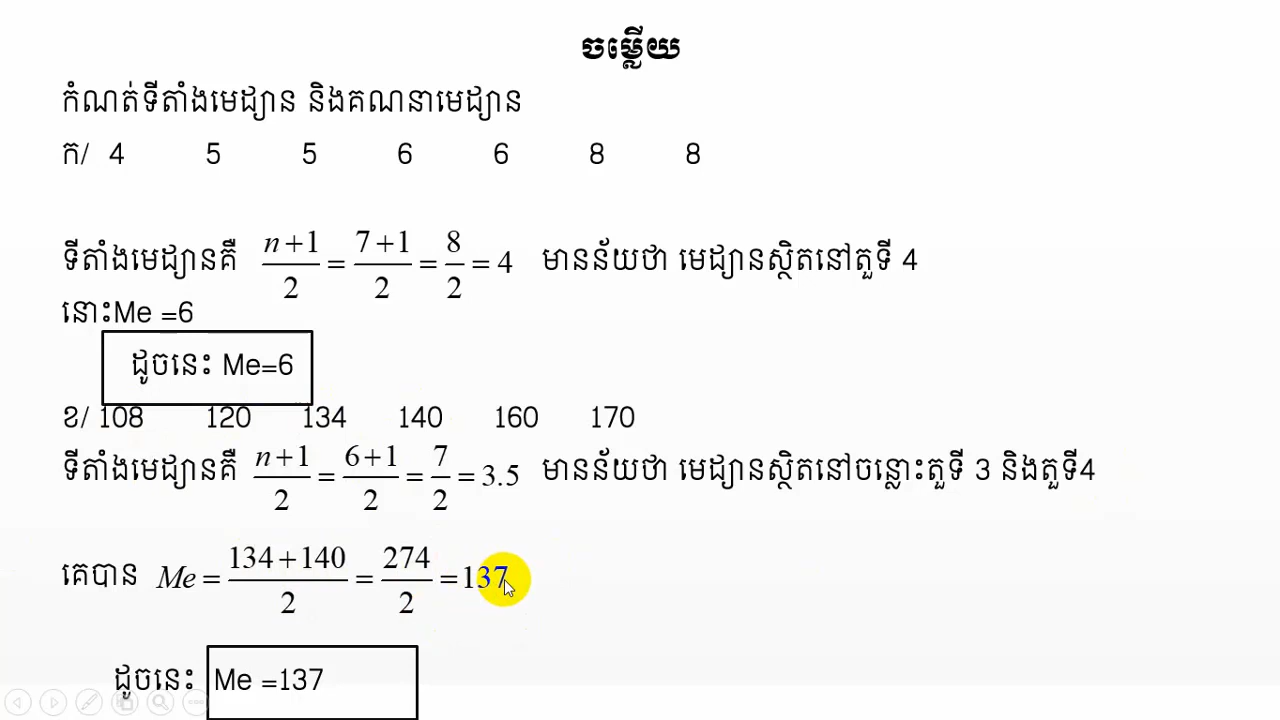 ចម្លើយ
កំណត់ទីតាំងមេដ្យាន និងគណនាមេដ្យាន
ក/ 4 5 5 6 6 8 8
ទីតាំងមេដ្យានគឺ (n+1)/2 = (7+1)/2 = 8/2 = 4 មានន័យថា មេដ្យានស្ថិតនៅតួទី 4
នោះMe =6
ដូចនេះ Me=6
ខ/ 108 120 134 140 160 170
ទីតាំងមេដ្យានគឺ (n+1)/2 = (6+1)/2 = 7/2 = 3.5 មានន័យថា មេដ្យានស្ថិតនៅចន្លោះតួទី 3 និងតួទី4
គេបាន Me = (134+140)/2 = 274/2 = 137
ដូចនេះ Me =137